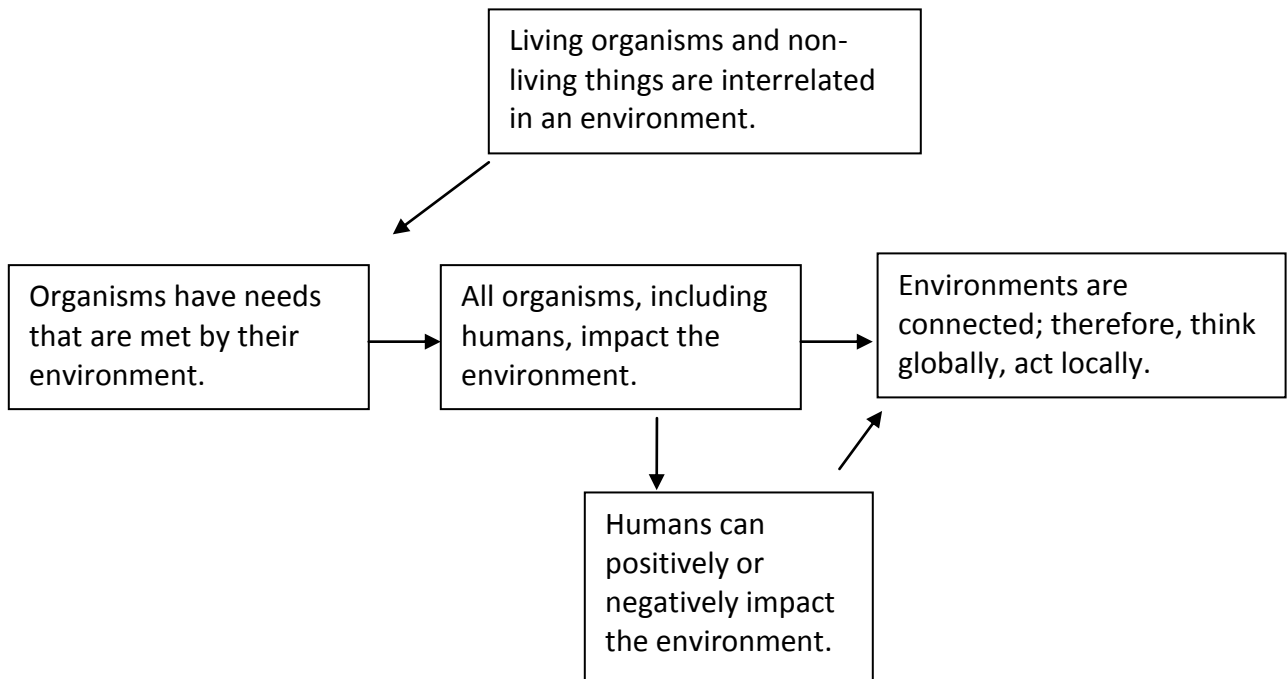 Living organisms and non-
living things are interrelated
in an environment.
Organisms have needs
that are met by their
environment.
All organisms, including
humans, impact the
environment.
Environments are
connected; therefore, think
globally, act locally.
Humans can
positively or
negatively impact
the environment.